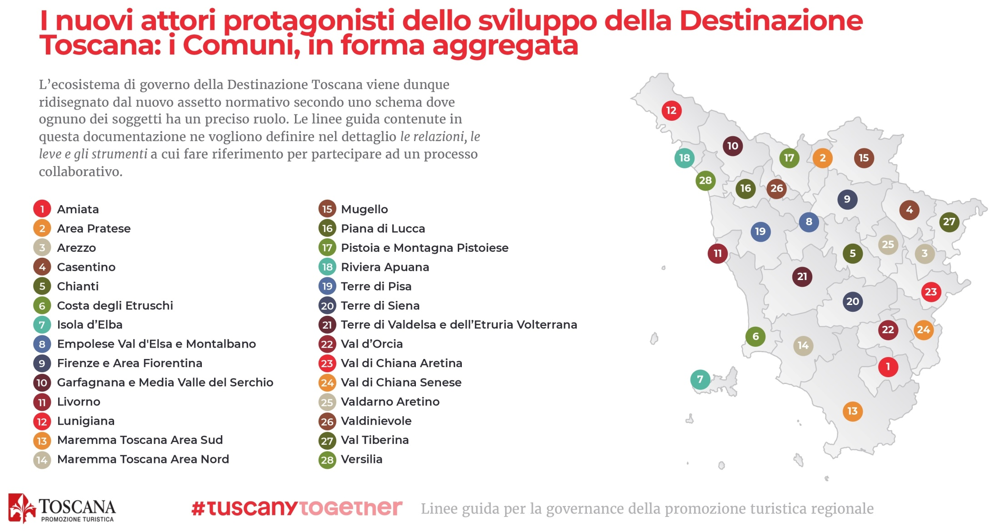 I nuovi attori protagonisti dello sviluppo della Destinazione
Toscana: i Comuni, in forma aggregata
L’ecosistema di governo della Destinazione Toscana viene dunque
ridisegnato dal nuovo assetto normativo secondo uno schema dove
ognuno dei soggetti ha un preciso ruolo. Le linee guida contenute in
questa documentazione ne vogliono definire nel dettaglio le relazioni, le
leve e gli strumenti a cui fare riferimento per partecipare ad un processo
collaborativo.
1 Amiata
2 Area Pratese
3 Arezzo
4 Casentino
5 Chianti
6 Costa degli Etruschi
7 Isola d’Elba
8 Empolese Val d'Elsa e Montalbano
9 Firenze e Area Fiorentina
10 Garfagnana e Media Valle del Serchio
11 Livorno
12 Lunigiana
13 Maremma Toscana Area Sud
14 Maremma Toscana Area Nord
15 Mugello
16 Piana di Lucca
17 Pistoia e Montagna Pistoiese
18 Riviera Apuana
19 Terre di Pisa
20 Terre di Siena
21 Terre di Valdelsa e dell’Etruria Volterrana
22 Val d’Orcia
23 Val di Chiana Aretina
24 Val di Chiana Senese
25 Valdarno Aretino
26 Valdinievole
27 Val Tiberina
28 Versilia
12
10
18
17
2
15
28
16
26
9
4
27
8
19
25
11
5
3
21
23
20
22
24
6
14
1
7
13
TOSCANA
PROMOZIONE TURISTICA
#tuscanytogether
Linee guida per la governance della promozione turistica regionale